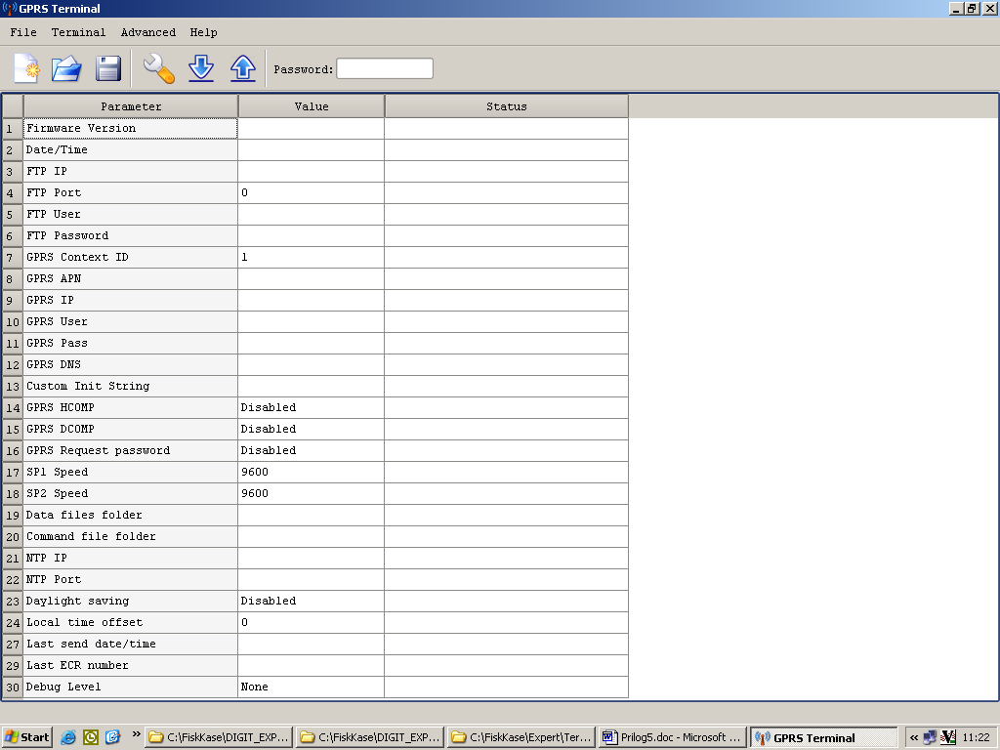 GPRS Terminal
File Terminal Advanced Help
Password:
Parameter Value Status
1 Firmware Version
2 Date/Time
3 FTP IP
4 FTP Port 0
5 FTP User
6 FTP Password
7 GPRS Context ID 1
8 GPRS APN
9 GPRS IP
10 GPRS User
11 GPRS Pass
12 GPRS DNS
13 Custom Init String
14 GPRS HCOMP Disabled
15 GPRS DCOMP Disabled
16 GPRS Request password Disabled
17 SP1 Speed 9600
18 SP2 Speed 9600
19 Data files folder
20 Command file folder
21 NTP IP
22 NTP Port
23 Daylight saving Disabled
24 Local time offset 0
27 Last send date/time
29 Last ECR number
30 Debug Level None
Start » C:\FiskKase\DIGIT_EXP... C:\FiskKase\DIGIT_EXP... C:\FiskKase\Expert\Ter... Prilog5.doc - Microsoft ... GPRS Terminal « 11:22